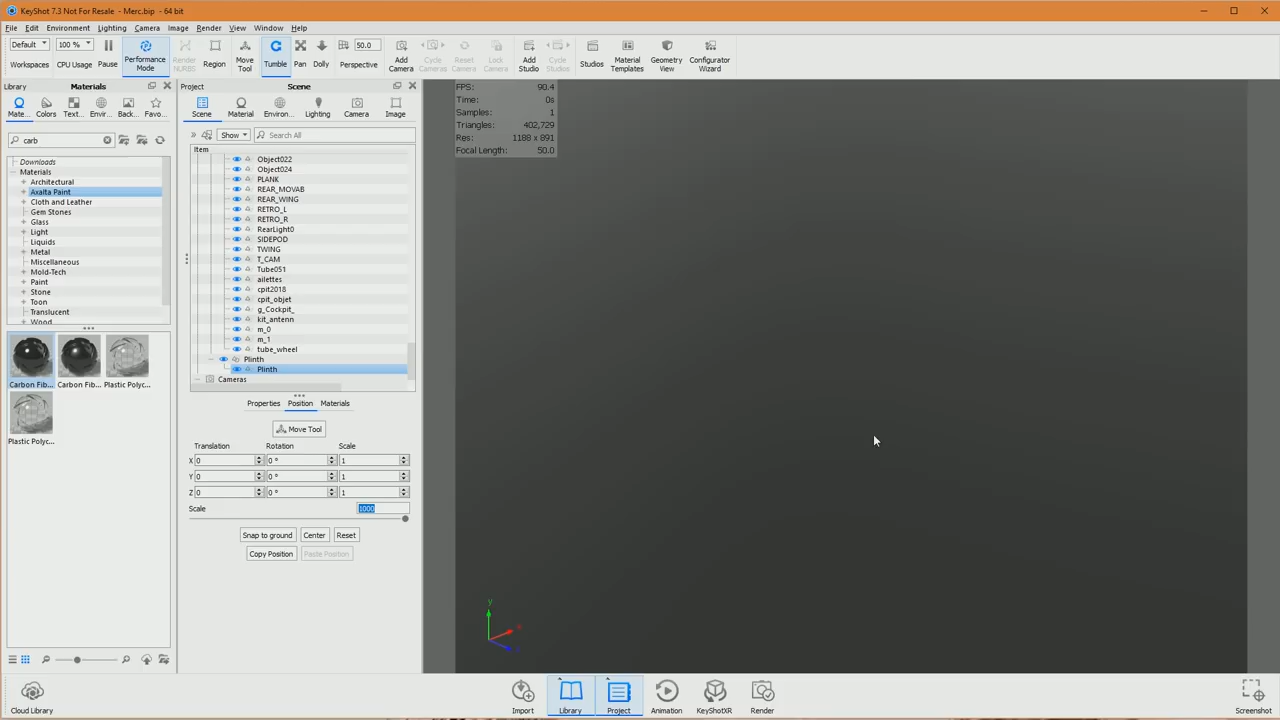 KeyShot 7.3 Not For Resale - Merc.bip - 64 bit
File Edit Environment Lighting Camera Image Render View Window Help
Default 100 % 50.0
Workspaces CPU Usage Pause Performance Mode Render NURBS Region Move Tool Tumble Pan Dolly Perspective Add Camera Cycle Cameras Reset Camera Lock Camera Add Studio Cycle Studios Studios Material Templates Geometry View Configurator Wizard
Library Materials
Mate... Colors Text... Envir... Back... Favo...
carb
Downloads
Materials
Architectural
Axalta Paint
Cloth and Leather
Gem Stones
Glass
Light
Liquids
Metal
Miscellaneous
Mold-Tech
Paint
Stone
Toon
Translucent
Wood
Carbon Fib... Carbon Fib... Plastic Polyc...
Plastic Polyc...
Project Scene
Scene Material Environ... Lighting Camera Image
» Show Search All
Item
Object022
Object024
PLANK
REAR_MOVAB
REAR_WING
RETRO_L
RETRO_R
RearLight0
SIDEPOD
TWING
T_CAM
Tube051
ailettes
cpit2018
cpit_objet
g_Cockpit_
kit_antenn
m_0
m_1
tube_wheel
Plinth
Plinth
Cameras
Properties Position Materials
Move Tool
Translation Rotation Scale
X 0 0 ° 1
Y 0 0 ° 1
Z 0 0 ° 1
Scale 1000
Snap to ground Center Reset
Copy Position Paste Position
FPS: 90.4
Time: 0s
Samples: 1
Triangles: 402,729
Res: 1188 x 891
Focal Length: 50.0
y
Cloud Library Import Library Project Animation KeyShotXR Render Screenshot